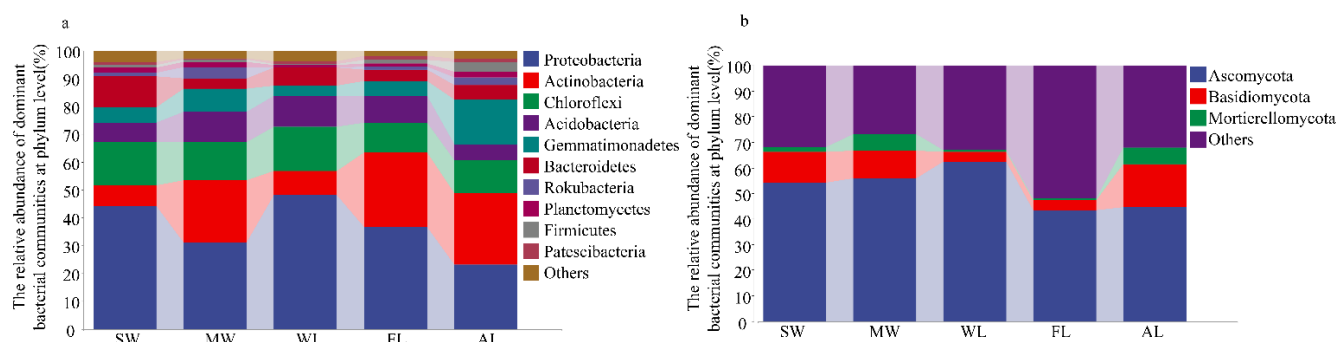 a
The relative abundance of dominant
bacterial communitics at phylum level(%)
100
90
80
70
60
50
40
30
20
10
0
SW
MW
WL
FL
AL
Proteobacteria
Actinobacteria
Chloroflexi
Acidobacteria
Gemmatimonadetes
Bacteroidetes
Rokubacteria
Planctomycetes
Firmicutes
Patescibacteria
Others
b
The relative abundance of dominant
bacterial communitics at phylum level(%)
100
90
80
70
60
50
40
30
20
10
0
SW
MW
WL
FL
AL
Ascomycota
Basidiomycota
Mortierellomycota
Others